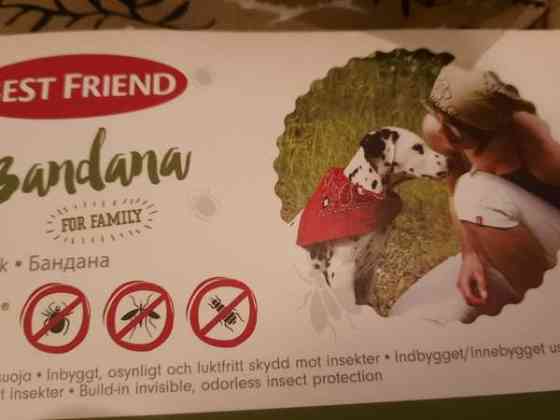 EST FRIEND
Bandana
FOR FAMILY
k • Бандана
®
suoja • Inbyggt, osynligt och luktfritt skydd mot insekter • Indbygget/Innebygget us
t insekter • Build-in invisible, odorless insect protection